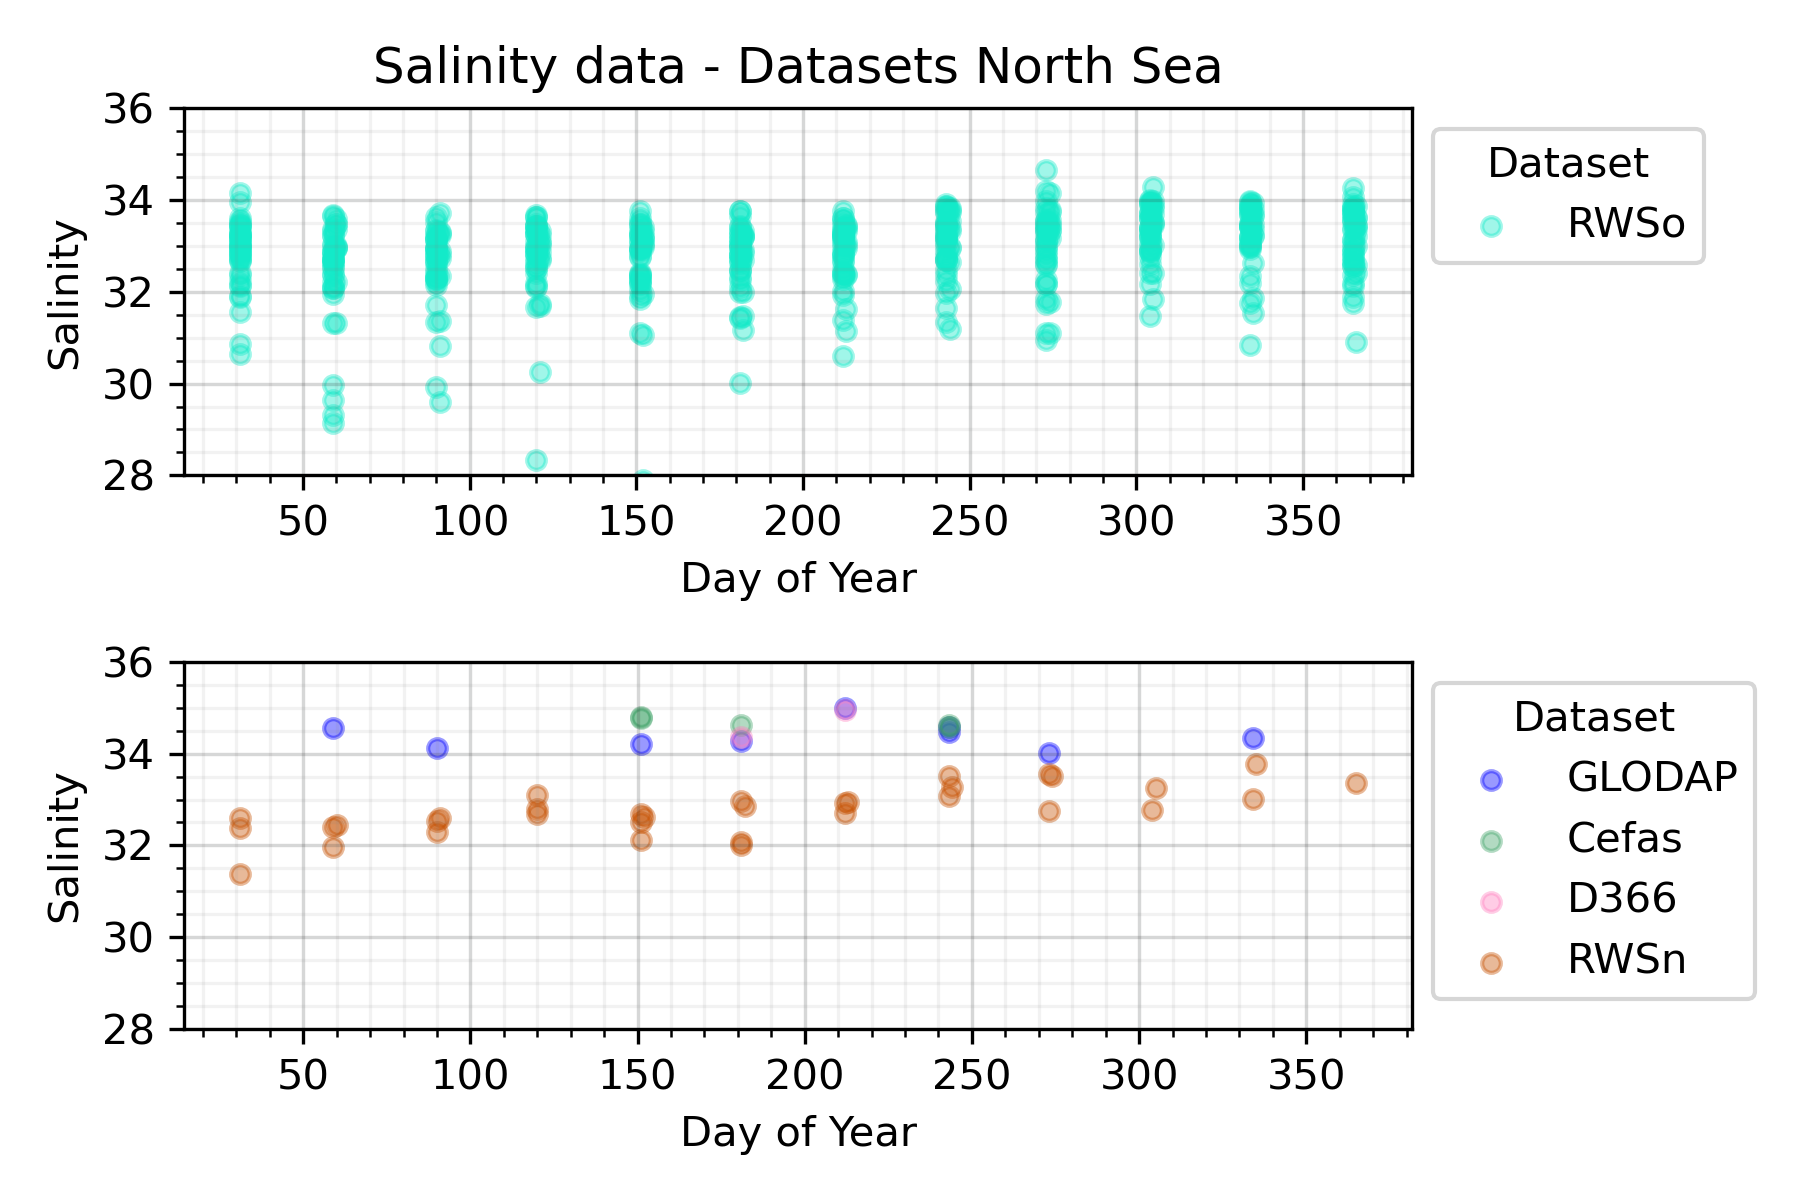 Salinity data - Datasets North Sea
36
34
32
30
28
Salinity
50 100 150 200 250 300 350
Day of Year
Dataset
RWSo
36
34
32
30
28
Salinity
50 100 150 200 250 300 350
Day of Year
Dataset
GLODAP
Cefas
D366
RWSn